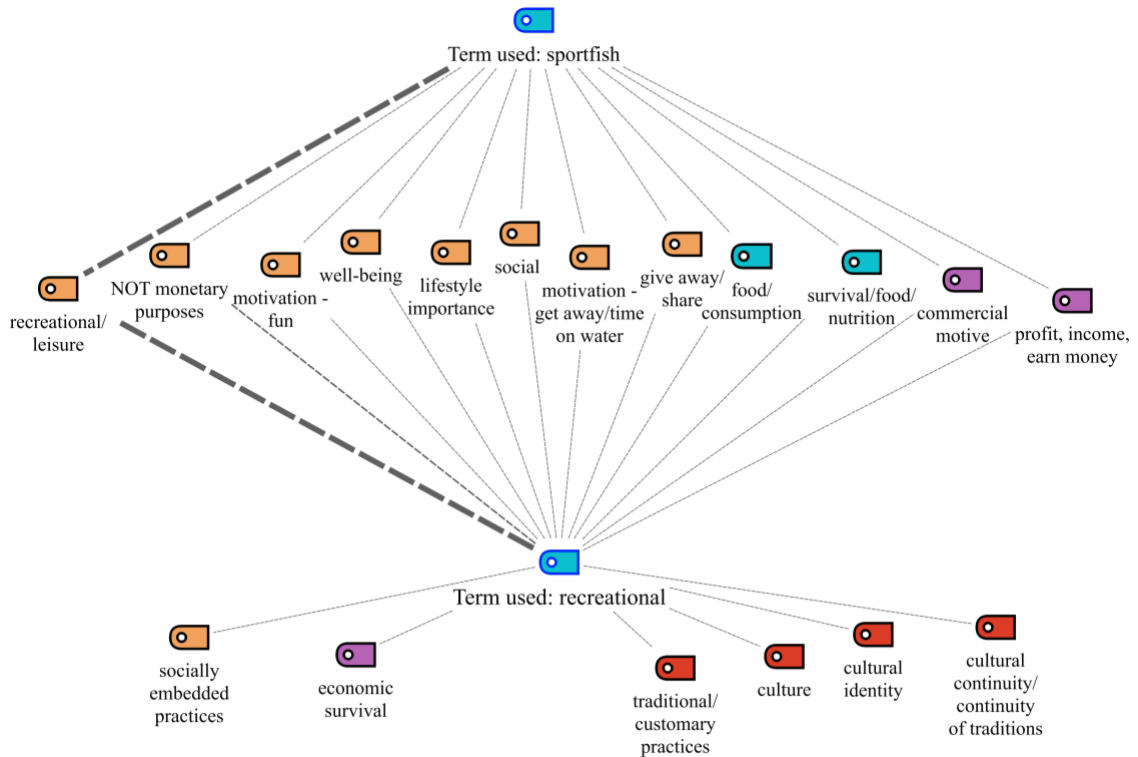 Term used: sportfish
recreational/
leisure
NOT monetary
purposes
motivation -
fun
well-being
lifestyle
importance
social
motivation -
get away/time
on water
give away/
share
food/
consumption
survival/food/
nutrition
commercial
motive
profit, income,
earn money
Term used: recreational
socially
embedded
practices
economic
survival
traditional/
customary
practices
culture
cultural
identity
cultural
continuity/
continuity
of traditions